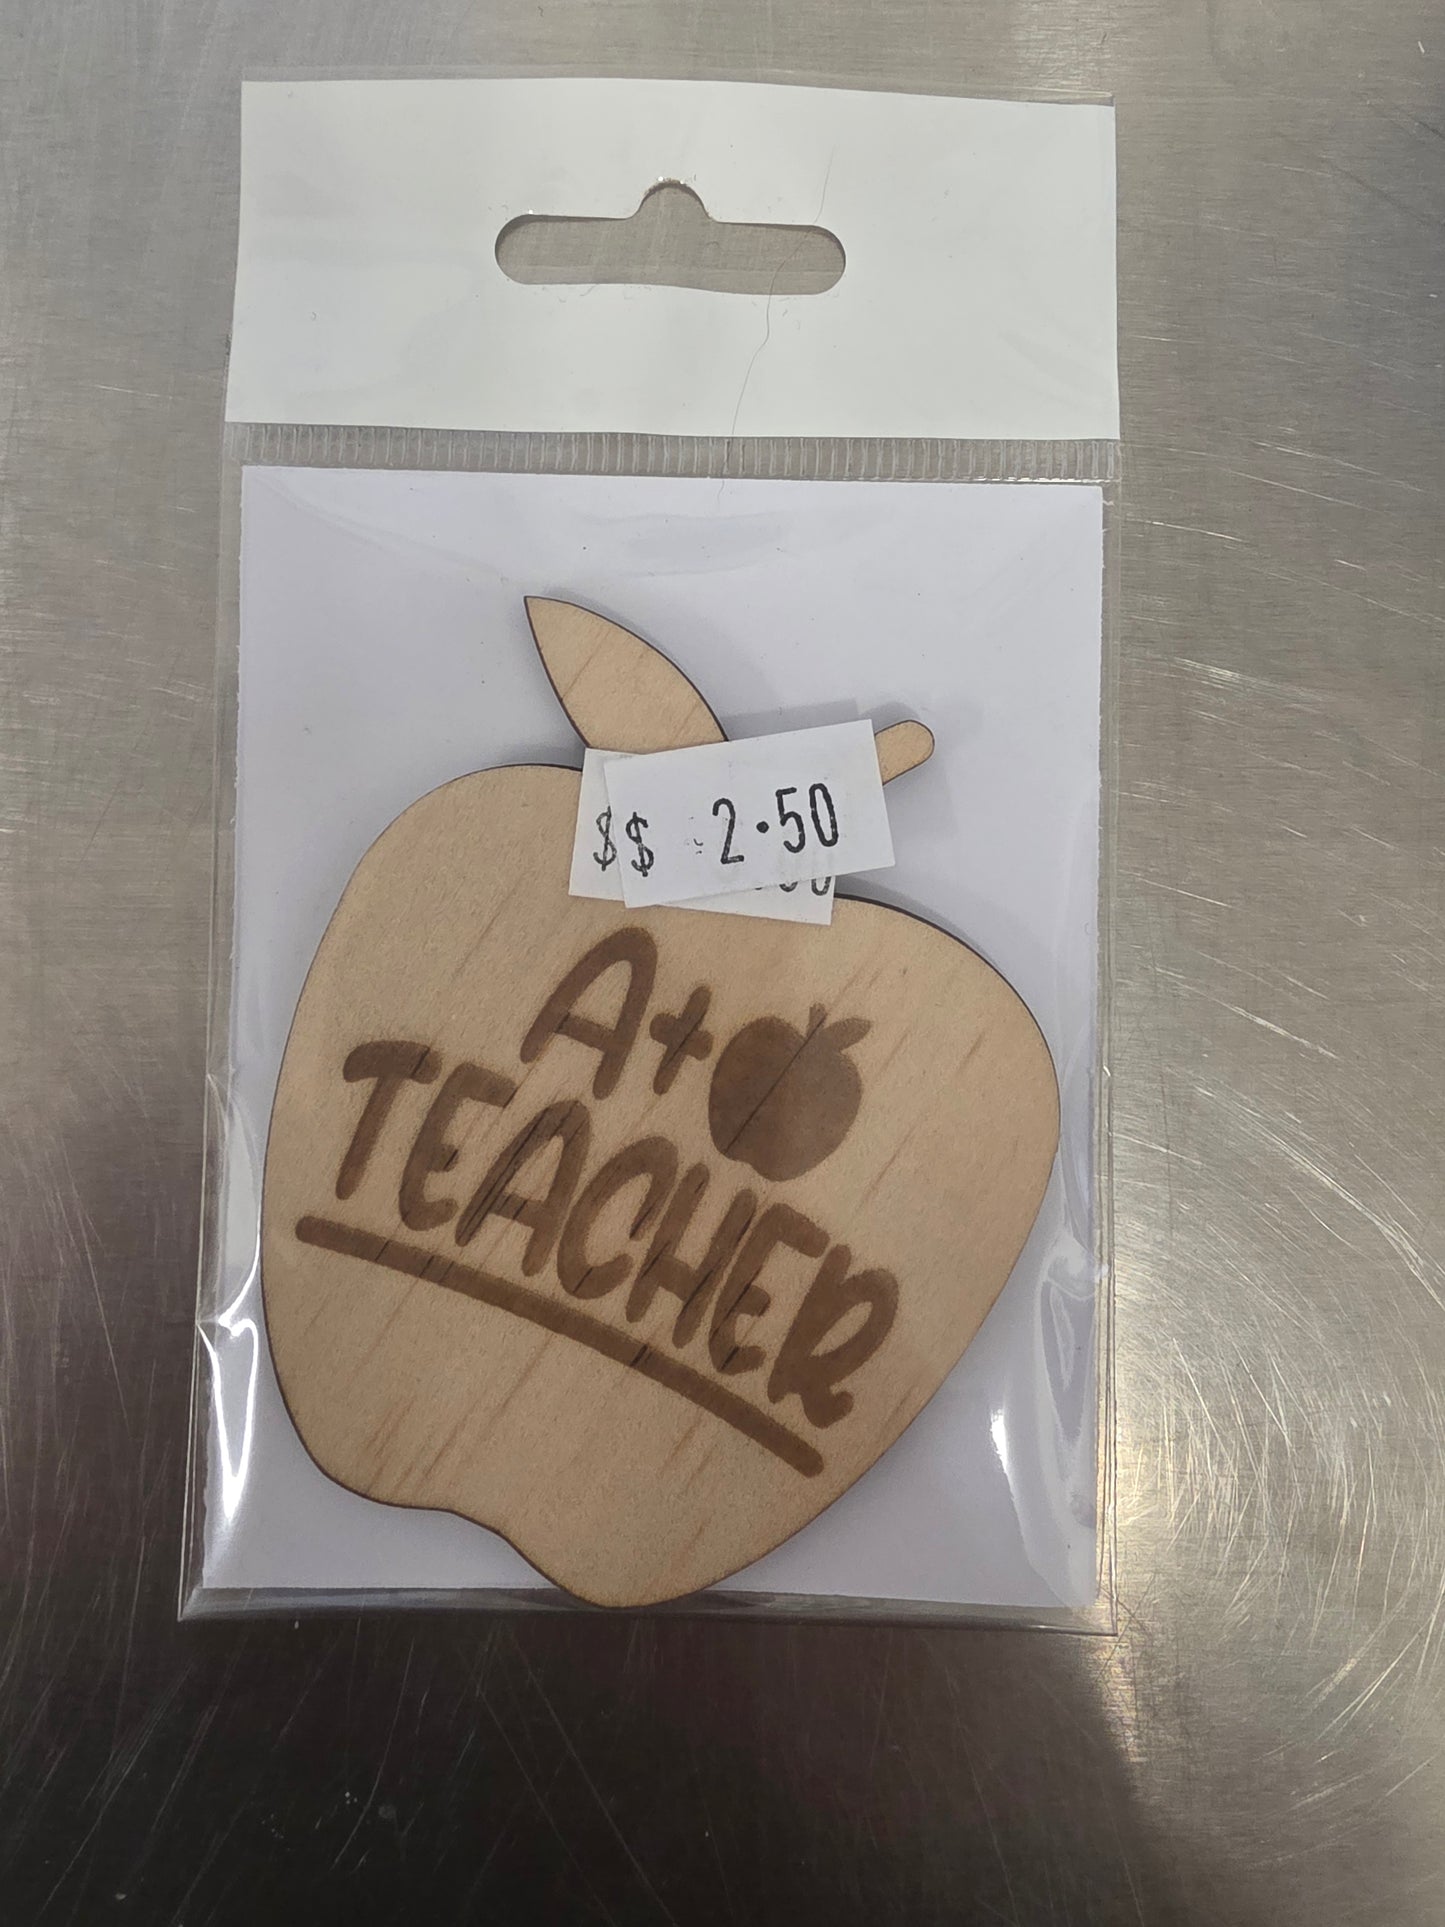 $$ 2.50
A+
TEACHER